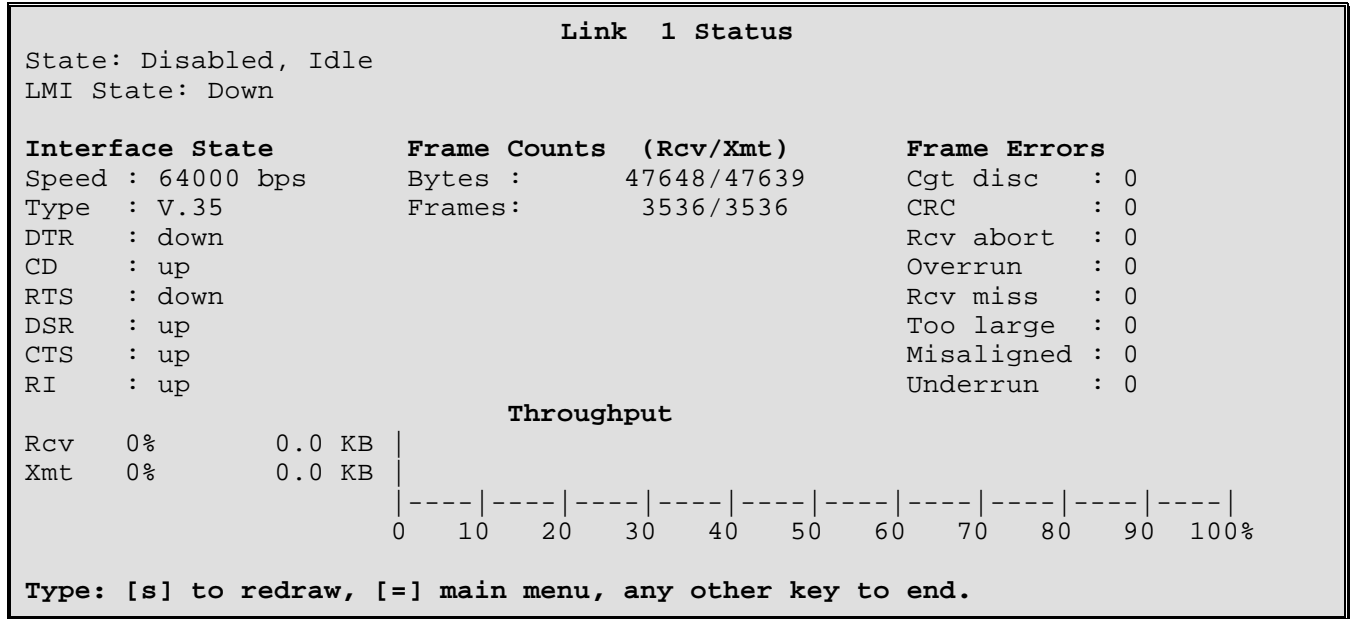 Link  1 Status
State: Disabled, Idle
LMI State: Down
Interface State        Frame Counts  (Rcv/Xmt)       Frame Errors
Speed : 64000 bps      Bytes :      47648/47639      Cgt disc   : 0
Type  : V.35           Frames:       3536/3536       CRC        : 0
DTR   : down                                         Rcv abort  : 0
CD    : up                                           Overrun    : 0
RTS   : down                                         Rcv miss   : 0
DSR   : up                                           Too large  : 0
CTS   : up                                           Misaligned : 0
RI    : up                                           Underrun   : 0
Throughput
Rcv   0%       0.0 KB |
Xmt   0%       0.0 KB |
|----|----|----|----|----|----|----|----|----|----|
0   10   20   30   40   50   60   70   80   90  100%
Type: [s] to redraw, [=] main menu, any other key to end.